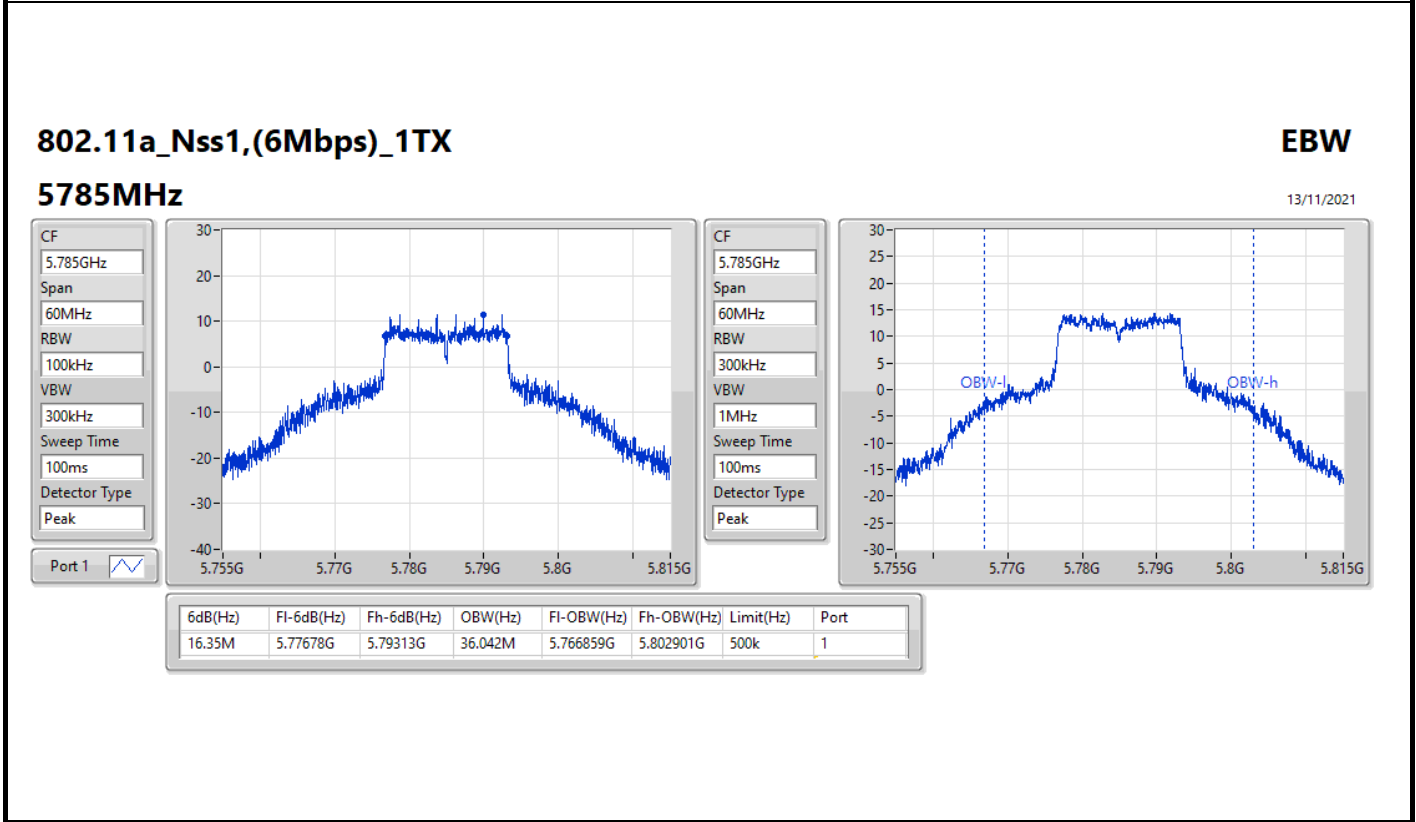 802.11a_Nss1,(6Mbps)_1TX
EBW
5785MHz
13/11/2021
CF
5.785GHz
Span
60MHz
RBW
100kHz
VBW
300kHz
Sweep Time
100ms
Detector Type
Peak
Port 1
30
20
10
0
-10
-20
-30
-40
5.755G 5.77G 5.78G 5.79G 5.8G 5.815G
CF
5.785GHz
Span
60MHz
RBW
300kHz
VBW
1MHz
Sweep Time
100ms
Detector Type
Peak
30
25
20
15
10
5
0
-5
-10
-15
-20
-25
-30
OBW-l OBW-h
5.755G 5.77G 5.78G 5.79G 5.8G 5.815G
6dB(Hz) Fl-6dB(Hz) Fh-6dB(Hz) OBW(Hz) Fl-OBW(Hz) Fh-OBW(Hz) Limit(Hz) Port
16.35M 5.77678G 5.79313G 36.042M 5.766859G 5.802901G 500k 1